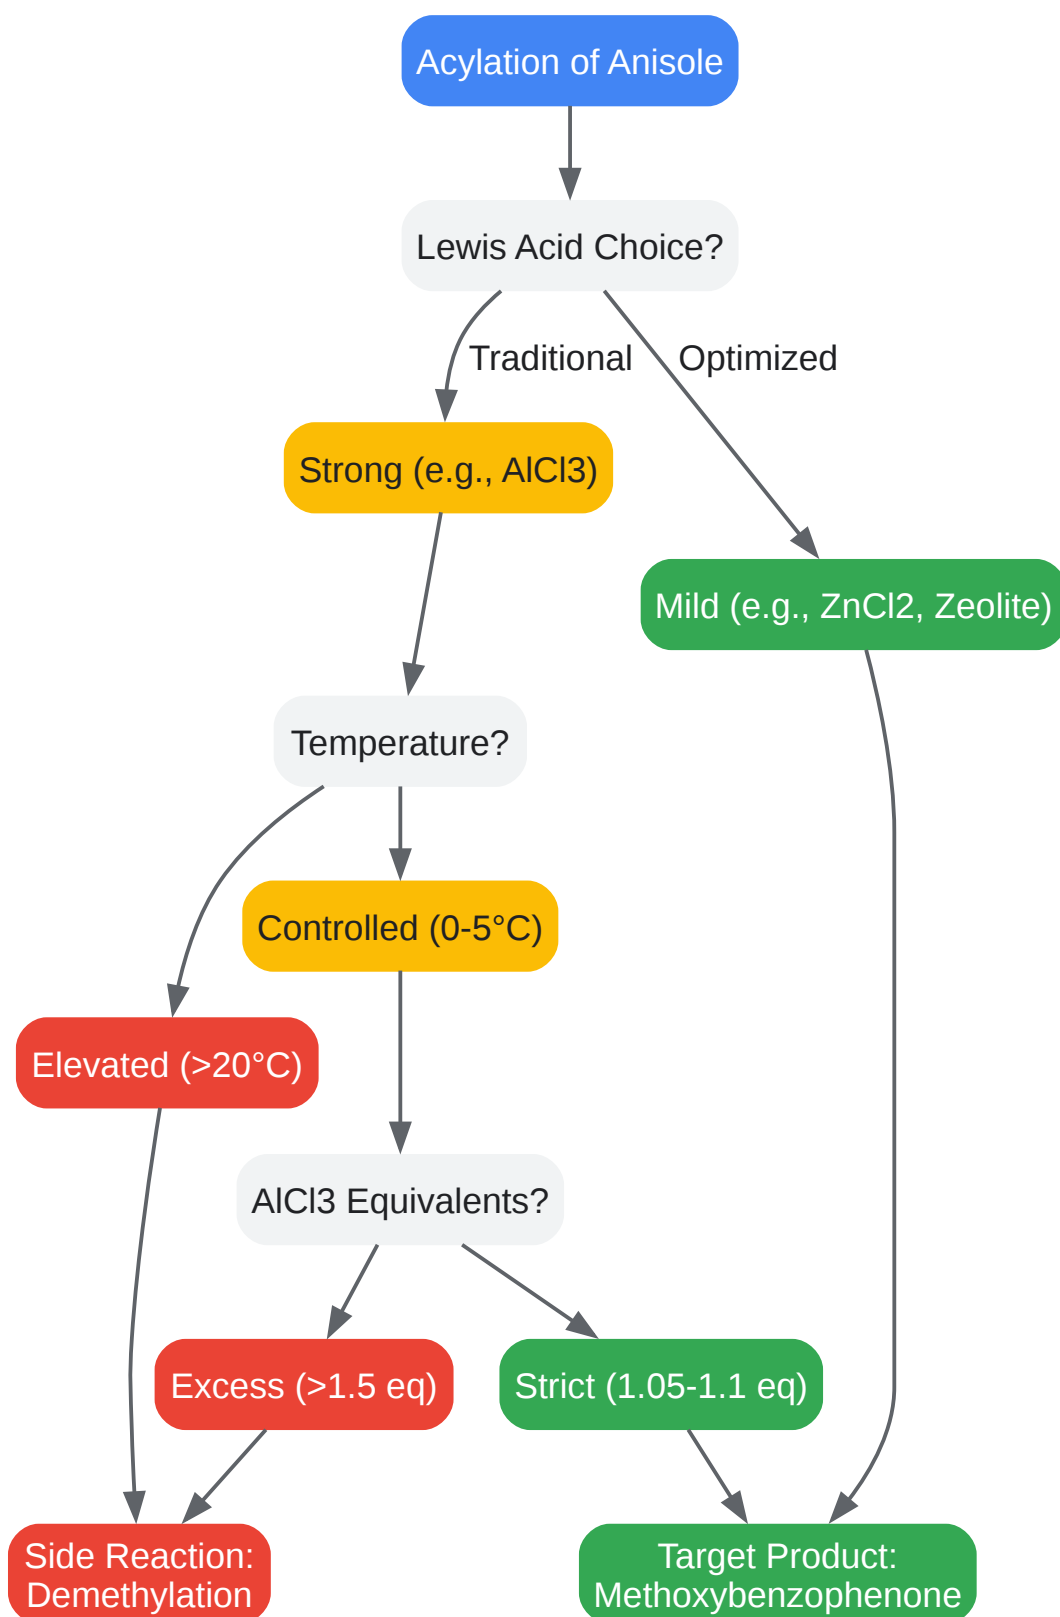 Acylation of Anisole
Lewis Acid Choice?
Traditional
Optimized
Strong (e.g., AlCl3)
Mild (e.g., ZnCl2, Zeolite)
Temperature?
Controlled (0-5°C)
Elevated (>20°C)
AlCl3 Equivalents?
Excess (>1.5 eq)
Strict (1.05-1.1 eq)
Side Reaction:
Demethylation
Target Product:
Methoxybenzophenone